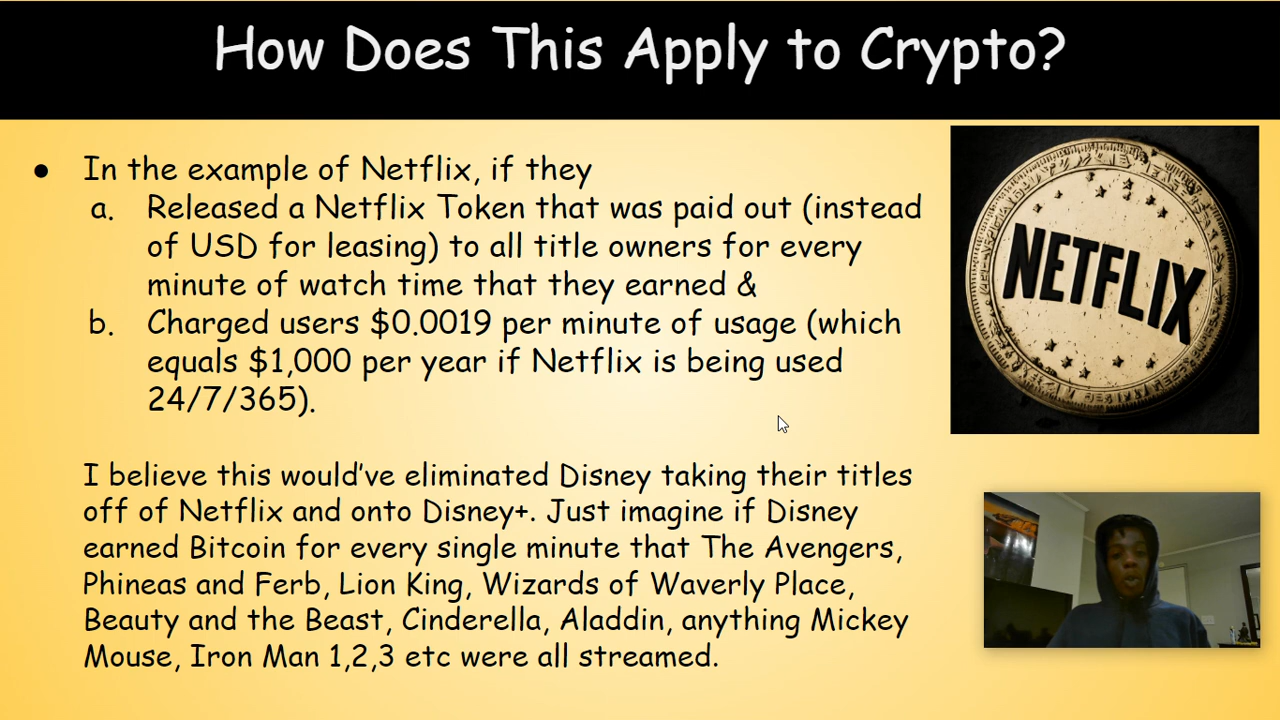 How Does This Apply to Crypto?
● In the example of Netflix, if they
a. Released a Netflix Token that was paid out (instead
of USD for leasing) to all title owners for every
minute of watch time that they earned &
b. Charged users $0.0019 per minute of usage (which
equals $1,000 per year if Netflix is being used
24/7/365).
NETFLIX
I believe this would've eliminated Disney taking their titles
off of Netflix and onto Disney+. Just imagine if Disney
earned Bitcoin for every single minute that The Avengers,
Phineas and Ferb, Lion King, Wizards of Waverly Place,
Beauty and the Beast, Cinderella, Aladdin, anything Mickey
Mouse, Iron Man 1,2,3 etc were all streamed.